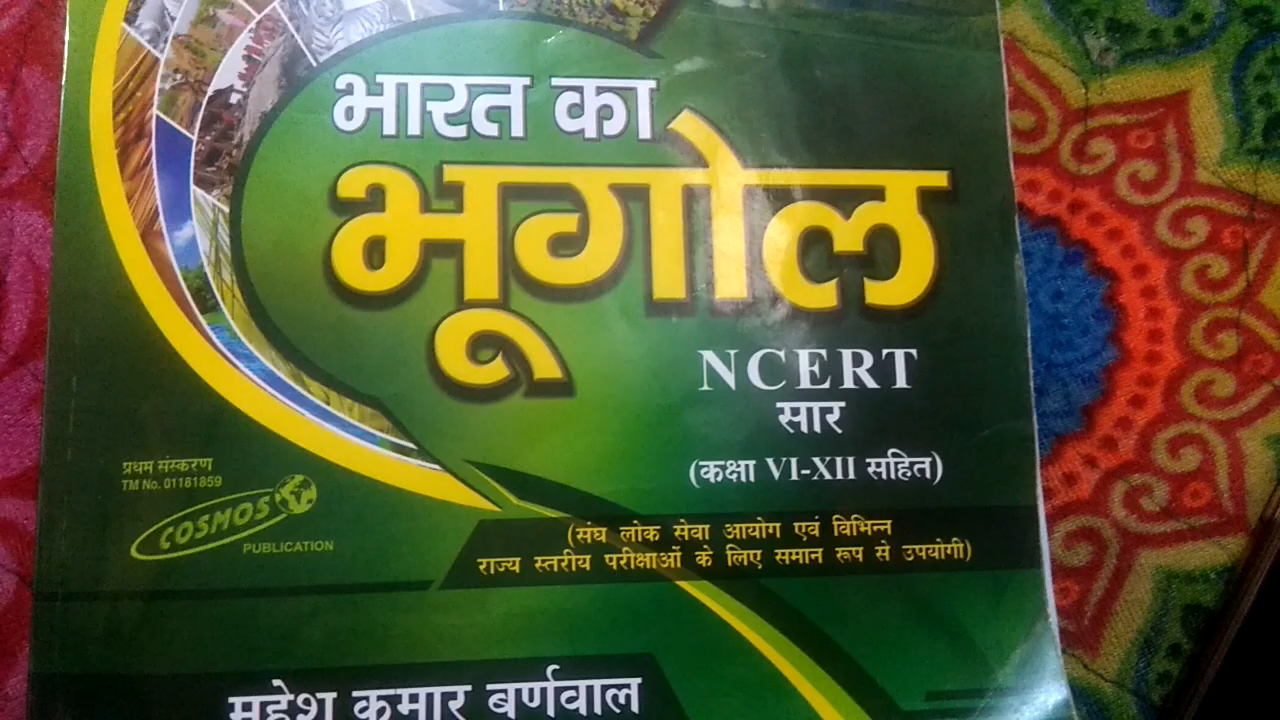 भारत का
भूगोल
NCERT
सार
(कक्षा VI-XII सहित)
प्रथम संस्करण
TM No. 01161859
COSMOS
PUBLICATION
(संघ लोक सेवा आयोग एवं विभिन्न
राज्य स्तरीय परीक्षाओं के लिए समान रूप से उपयोगी)
महेश कुमार बर्णवाल